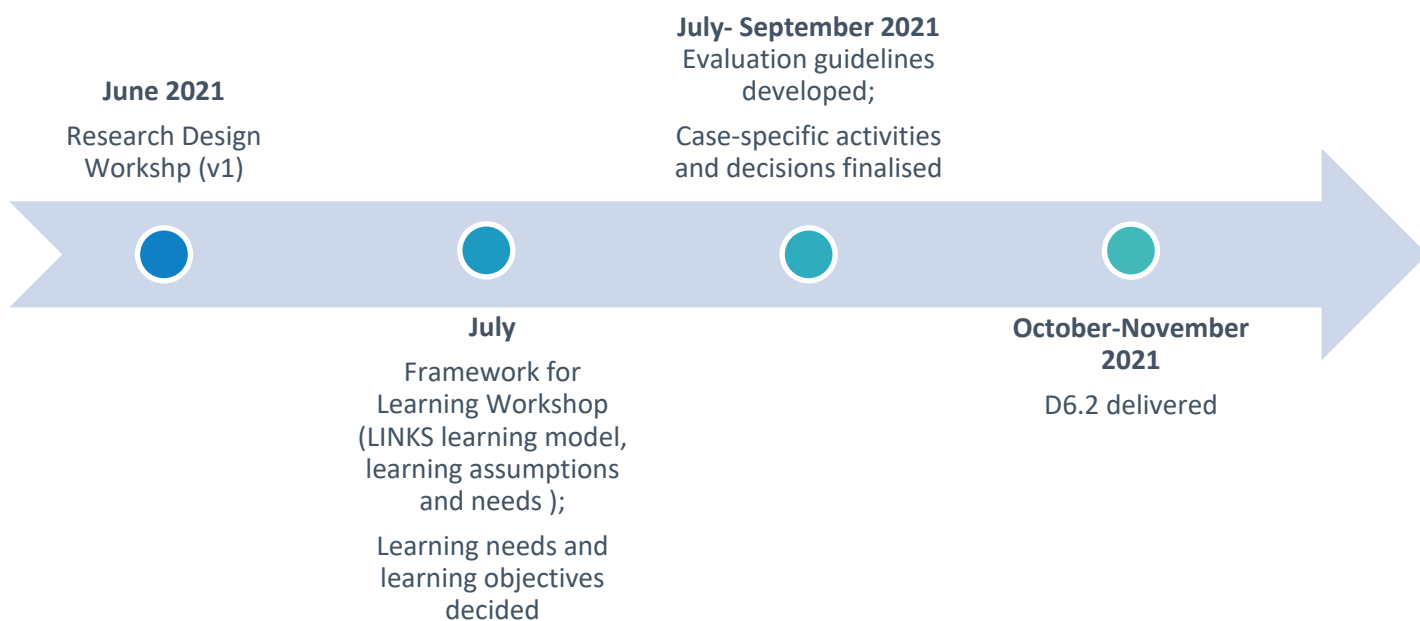 June 2021
Research Design
Workshp (v1)
July
Framework for
Learning Workshop
(LINKS learning model,
learning assumptions
and needs );
Learning needs and
learning objectives
decided
July- September 2021
Evaluation guidelines
developed;
Case-specific activities
and decisions finalised
October-November
2021
D6.2 delivered